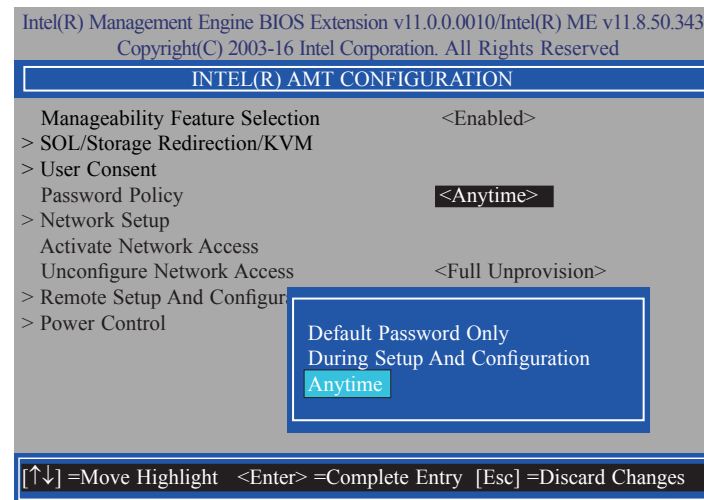 Intel(R) Management Engine BIOS Extension v11.0.0.0010/Intel(R) ME v11.8.50.343
Copyright(C) 2003-16 Intel Corporation. All Rights Reserved
INTEL(R) AMT CONFIGURATION
Manageability Feature Selection <Enabled>
> SOL/Storage Redirection/KVM
> User Consent
Password Policy <Anytime>
> Network Setup
Activate Network Access
Unconfigure Network Access <Full Unprovision>
> Remote Setup And Configura
> Power Control
Default Password Only
During Setup And Configuration
Anytime
[↑↓] =Move Highlight <Enter> =Complete Entry [Esc] =Discard Changes